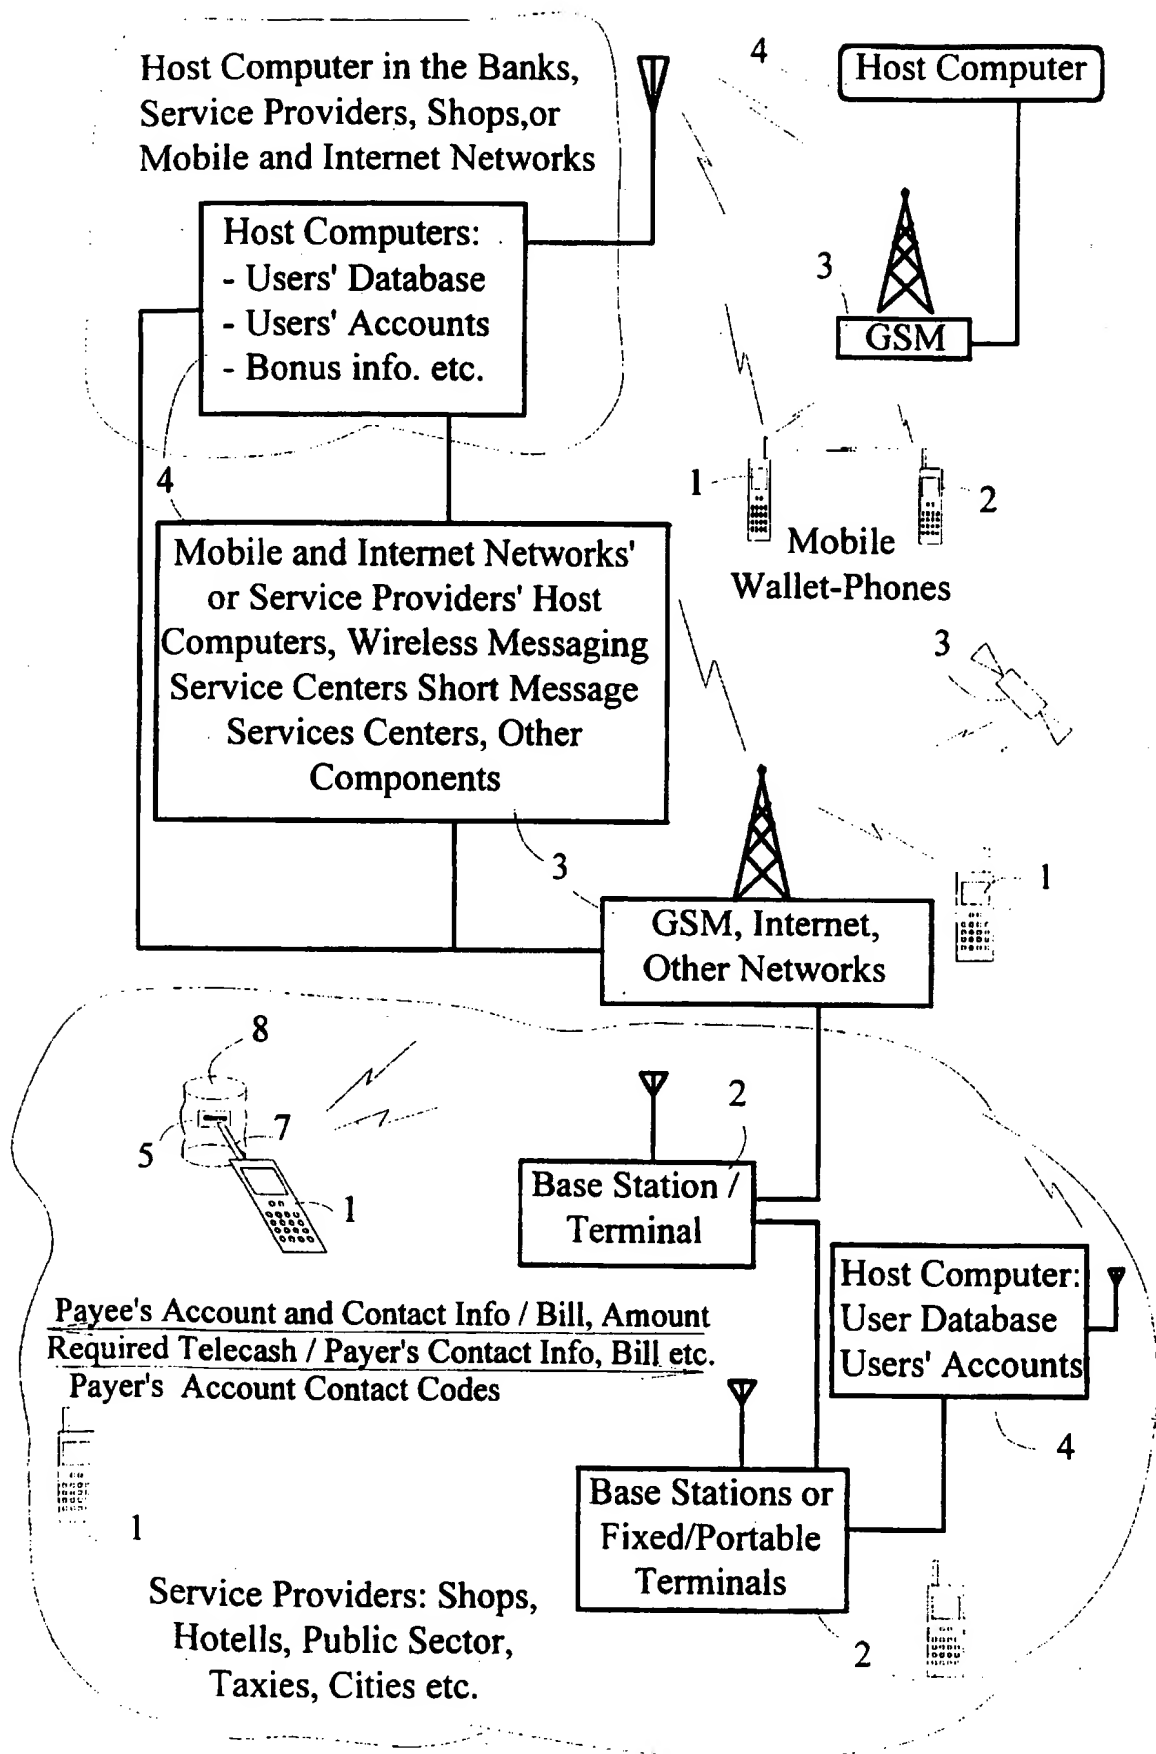 Host Computer in the Banks,
Service Providers, Shops,or
Mobile and Internet Networks
4
Host Computer
Host Computers:
- Users' Database
- Users' Accounts
- Bonus info. etc.
3
GSM
4
1
2
Mobile
Wallet-Phones
Mobile and Internet Networks'
or Service Providers' Host
Computers, Wireless Messaging
Service Centers Short Message
Services Centers, Other
Components
3
3
1
GSM, Internet,
Other Networks
8
5
7
1
2
Base Station /
Terminal
Host Computer:
User Database
Users' Accounts
4
Payee's Account and Contact Info / Bill, Amount
Required Telecash / Payer's Contact Info, Bill etc.
Payer's Account Contact Codes
1
Base Stations or
Fixed/Portable
Terminals
2
Service Providers: Shops,
Hotells, Public Sector,
Taxies, Cities etc.